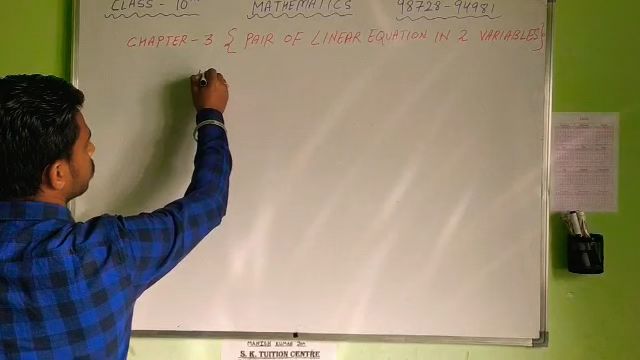 CLASS - 10th MATHEMATICS 98728-94981
CHAPTER - 3 { PAIR OF LINEAR EQUATION IN 2 VARIABLES }
S. K. TUITION CENTRE